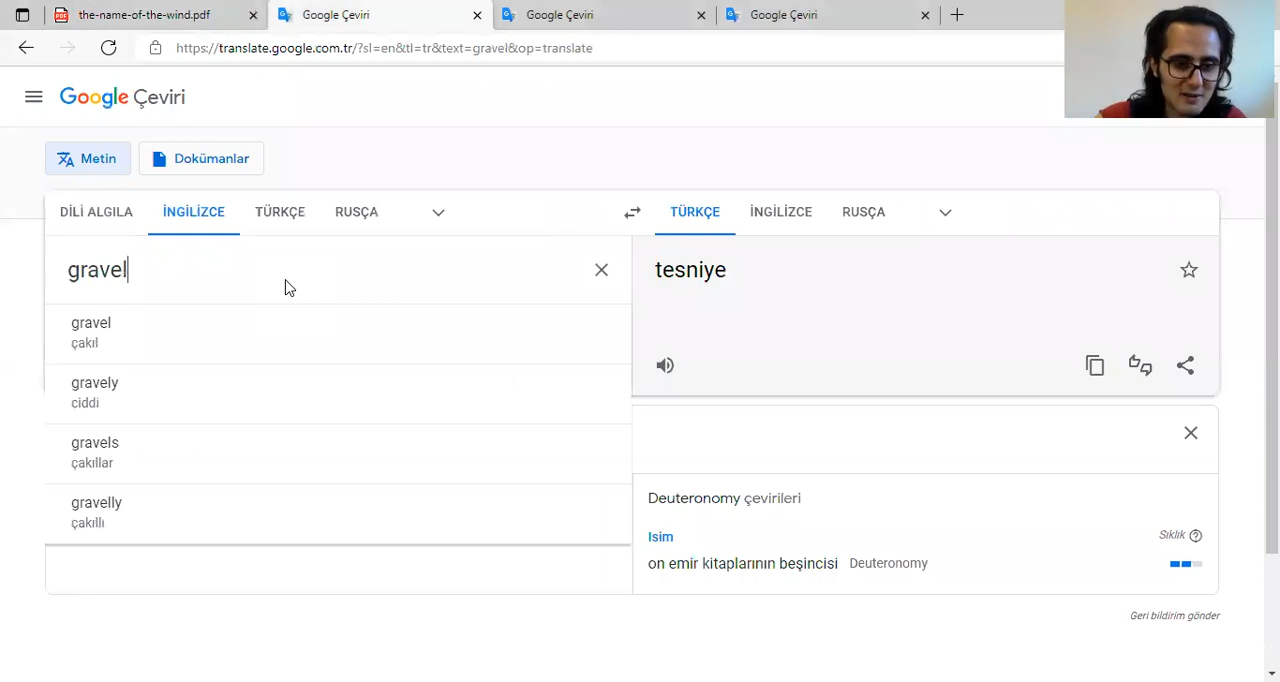 the-name-of-the-wind.pdf
Google Çeviri
Google Çeviri
Google Çeviri
https://translate.google.com.tr/?sl=en&tl=tr&text=gravel&op=translate
Google Çeviri
Metin
Dokümanlar
DİLİ ALGILA İNGİLİZCE TÜRKÇE RUSÇA
TÜRKÇE İNGİLİZCE RUSÇA
gravel
tesniye
gravel
çakıl
gravely
ciddi
gravels
çakıllar
gravelly
çakıllı
Deuteronomy çevirileri
Isim
Sıklık
on emir kitaplarının beşincisi Deuteronomy
Geri bildirim gönder